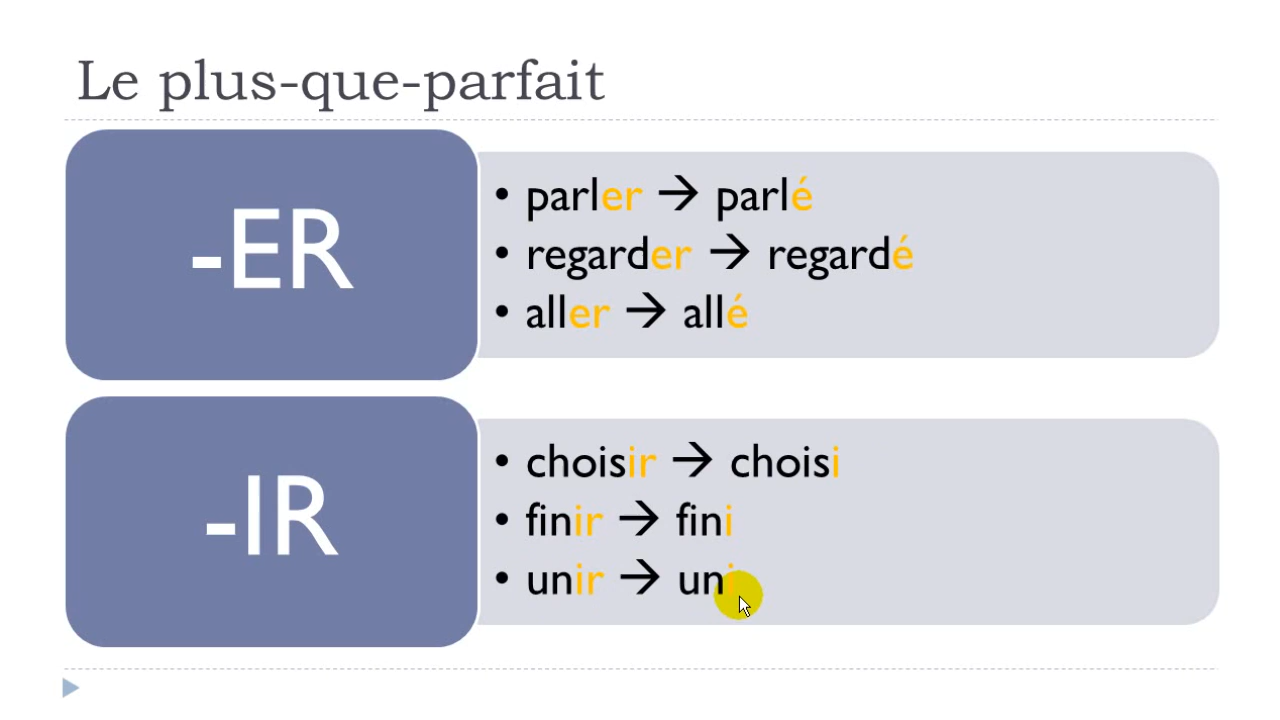 Le plus-que-parfait
-ER
• parler → parlé
• regarder → regardé
• aller → allé
-IR
• choisir → choisi
• finir → fini
• unir → uni